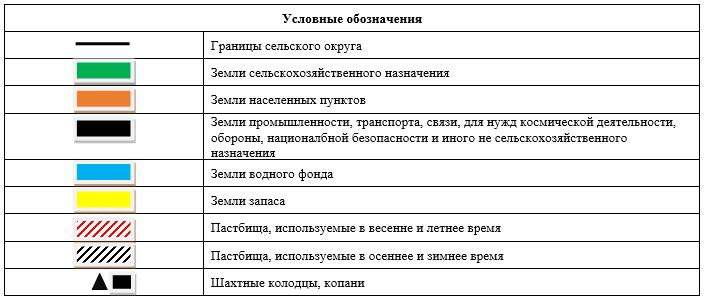 Условные обозначения
Границы сельского округа
Земли сельскохозяйственного назначения
Земли населенных пунктов
Земли промышленности, транспорта, связи, для нужд космической деятельности,
обороны, националбной безопасности и иного не сельскохозяйственного
назначения
Земли водного фонда
Земли запаса
Пастбища, используемые в весенне и летнее время
Пастбища, используемые в осеннее и зимнее время
Шахтные колодцы, копани